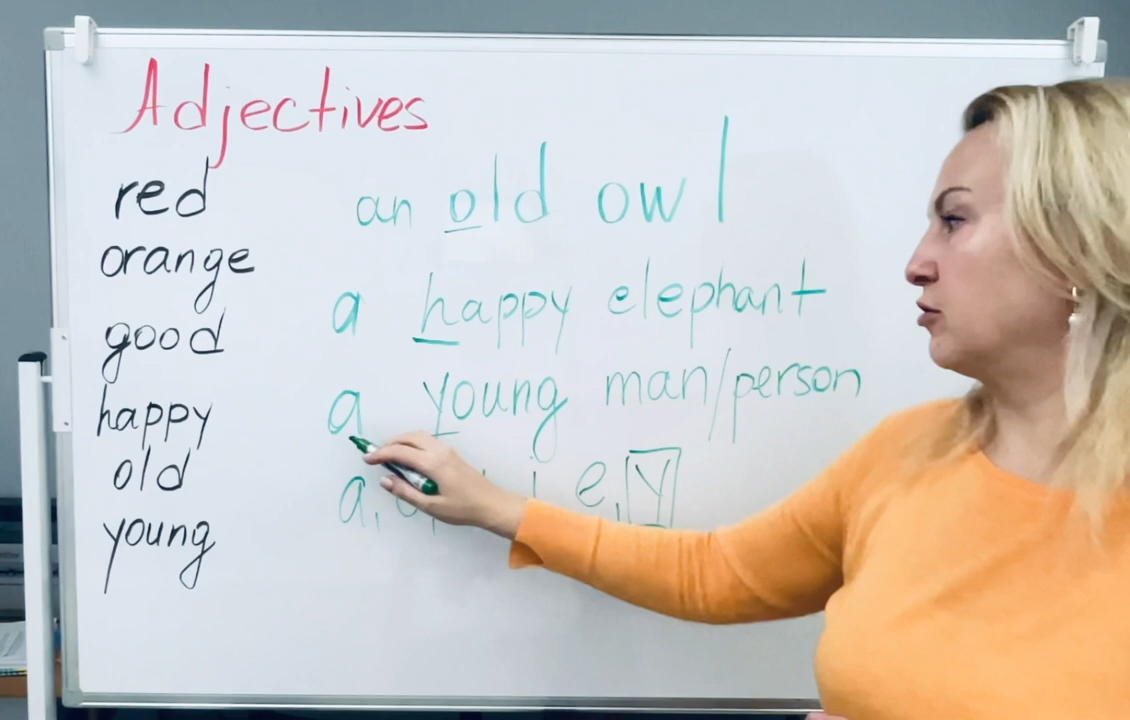 Adjectives
red
orange
good
happy
old
young
an old owl
a happy elephant
a young man/person
a, e, y